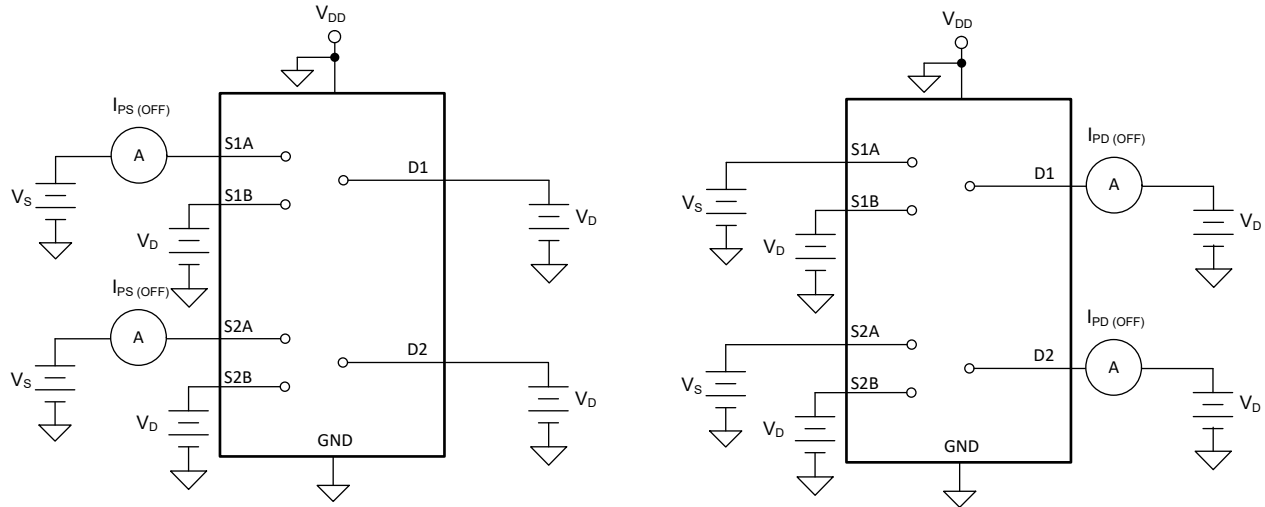 VDD
IPS (OFF)
A
S1A
D1
VS
S1B
VD
VD
IPS (OFF)
A
S2A
D2
VS
S2B
VD
VD
GND
VDD
IPD (OFF)
S1A
D1
A
VS
S1B
VD
VD
IPD (OFF)
S2A
D2
A
VS
S2B
VD
VD
GND